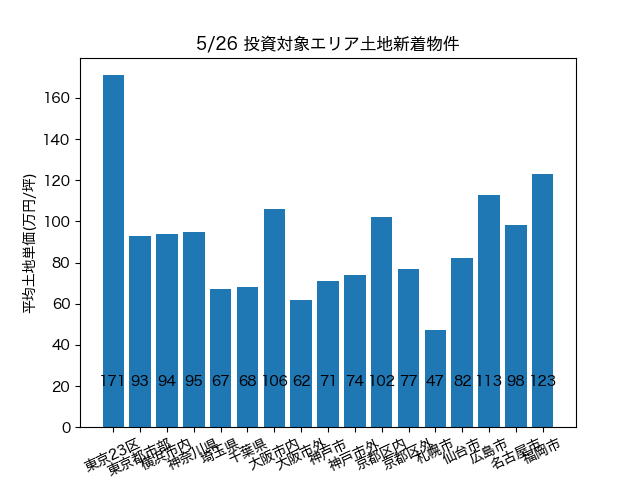 5/26 投資対象エリア土地新着物件
平均土地単価(万円/坪)
160
140
120
100
80
60
40
20
0
171 93 94 95 67 68 106 62 71 74 102 77 47 82 113 98 123
東京23区 東京都市部 横浜市内 神奈川県 埼玉県 千葉県 大阪市内 大阪市外 神戸市 神戸市外 京都区内 京都区外 札幌市 仙台市 広島市 名古屋市 福岡市